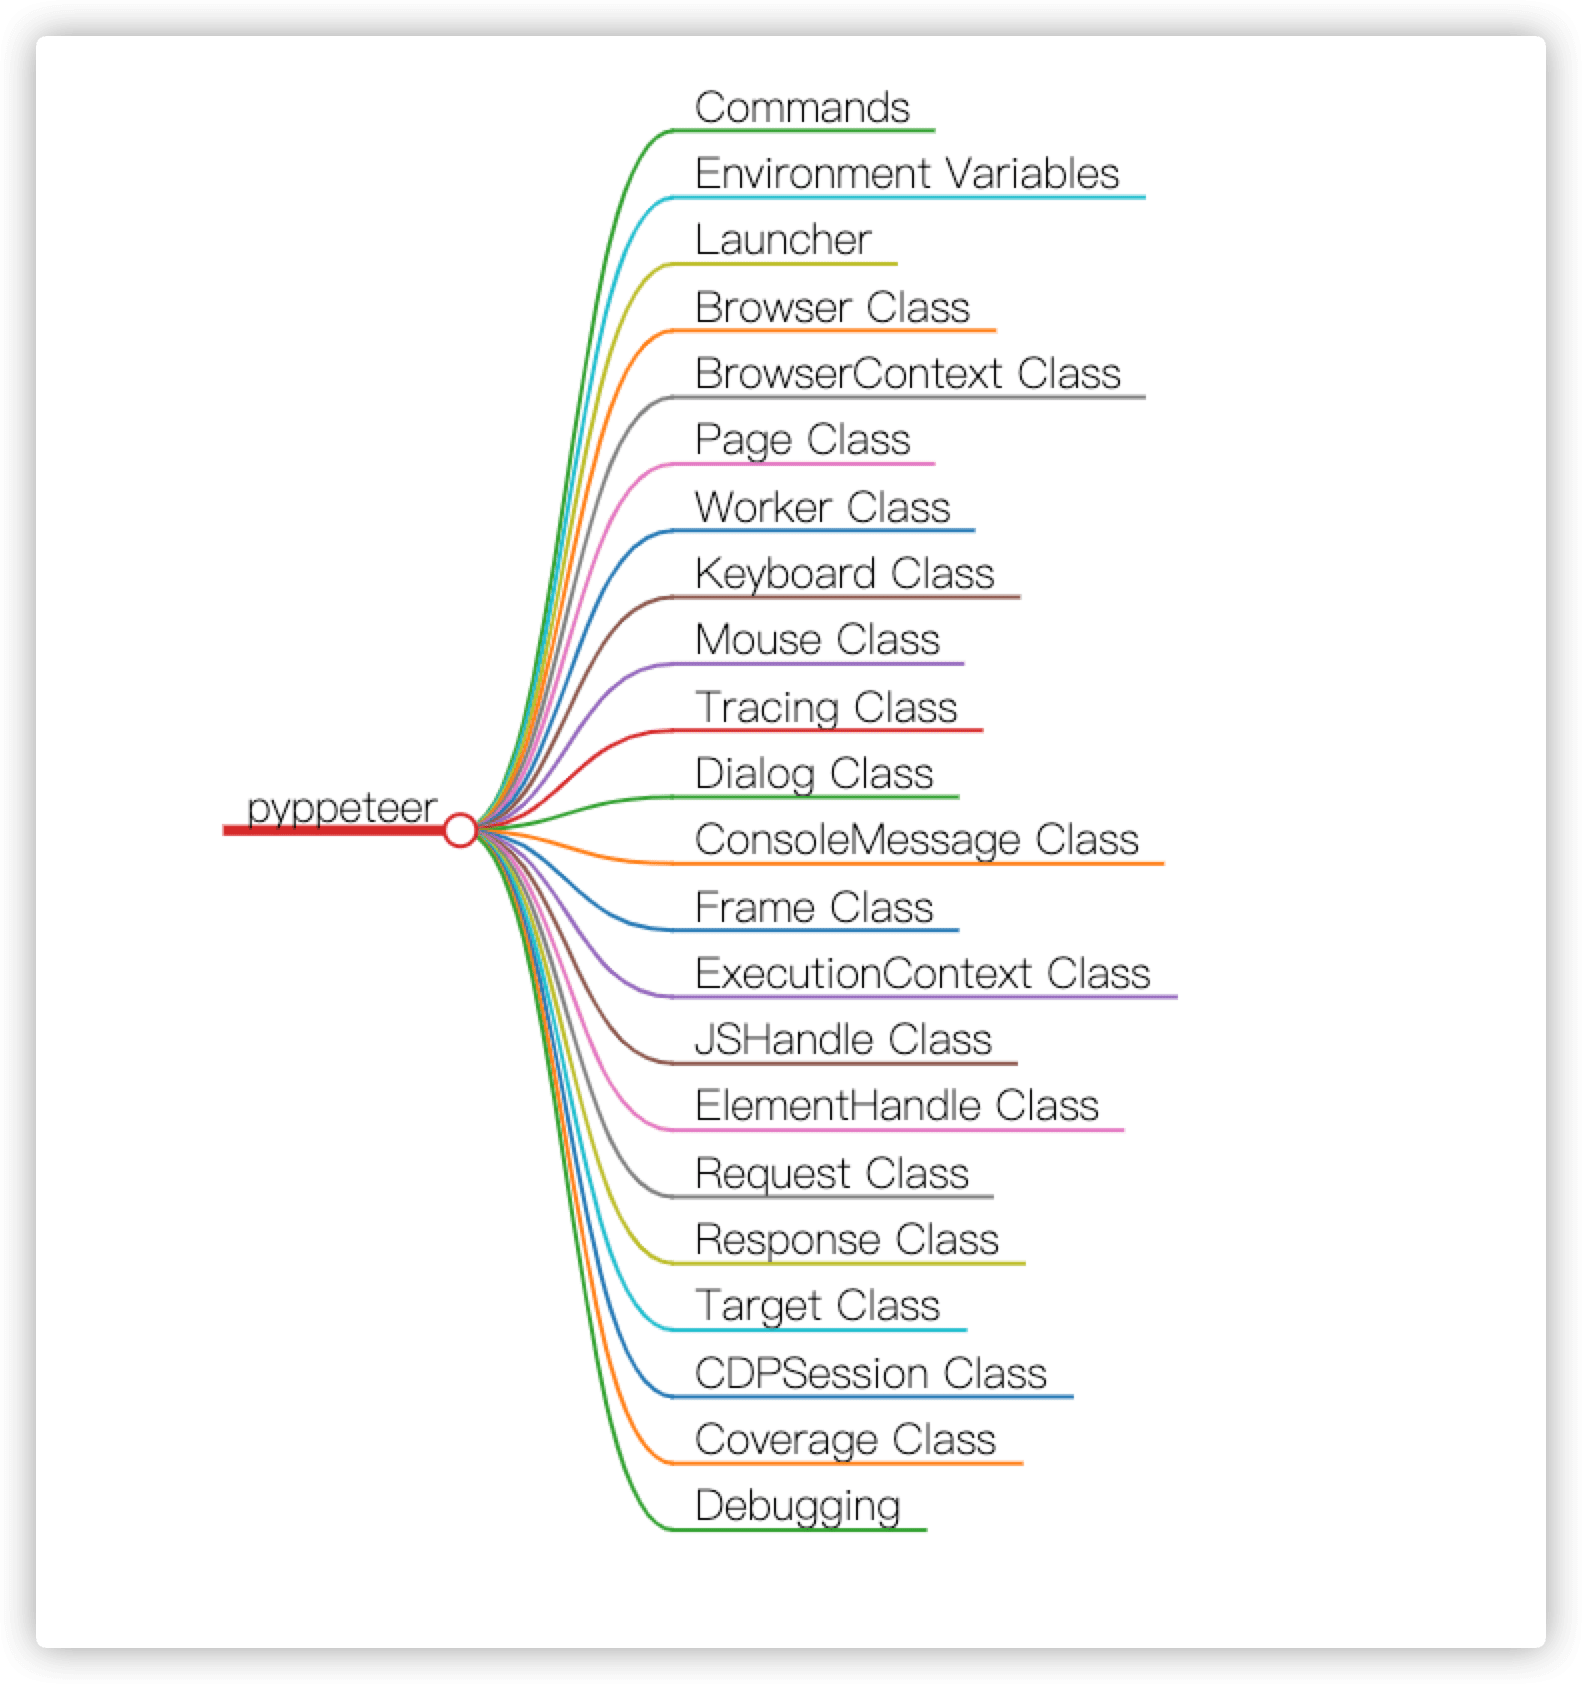 Commands
Environment Variables
Launcher
Browser Class
BrowserContext Class
Page Class
Worker Class
Keyboard Class
Mouse Class
Tracing Class
Dialog Class
pyppeteer
ConsoleMessage Class
Frame Class
ExecutionContext Class
JSHandle Class
ElementHandle Class
Request Class
Response Class
Target Class
CDPSession Class
Coverage Class
Debugging